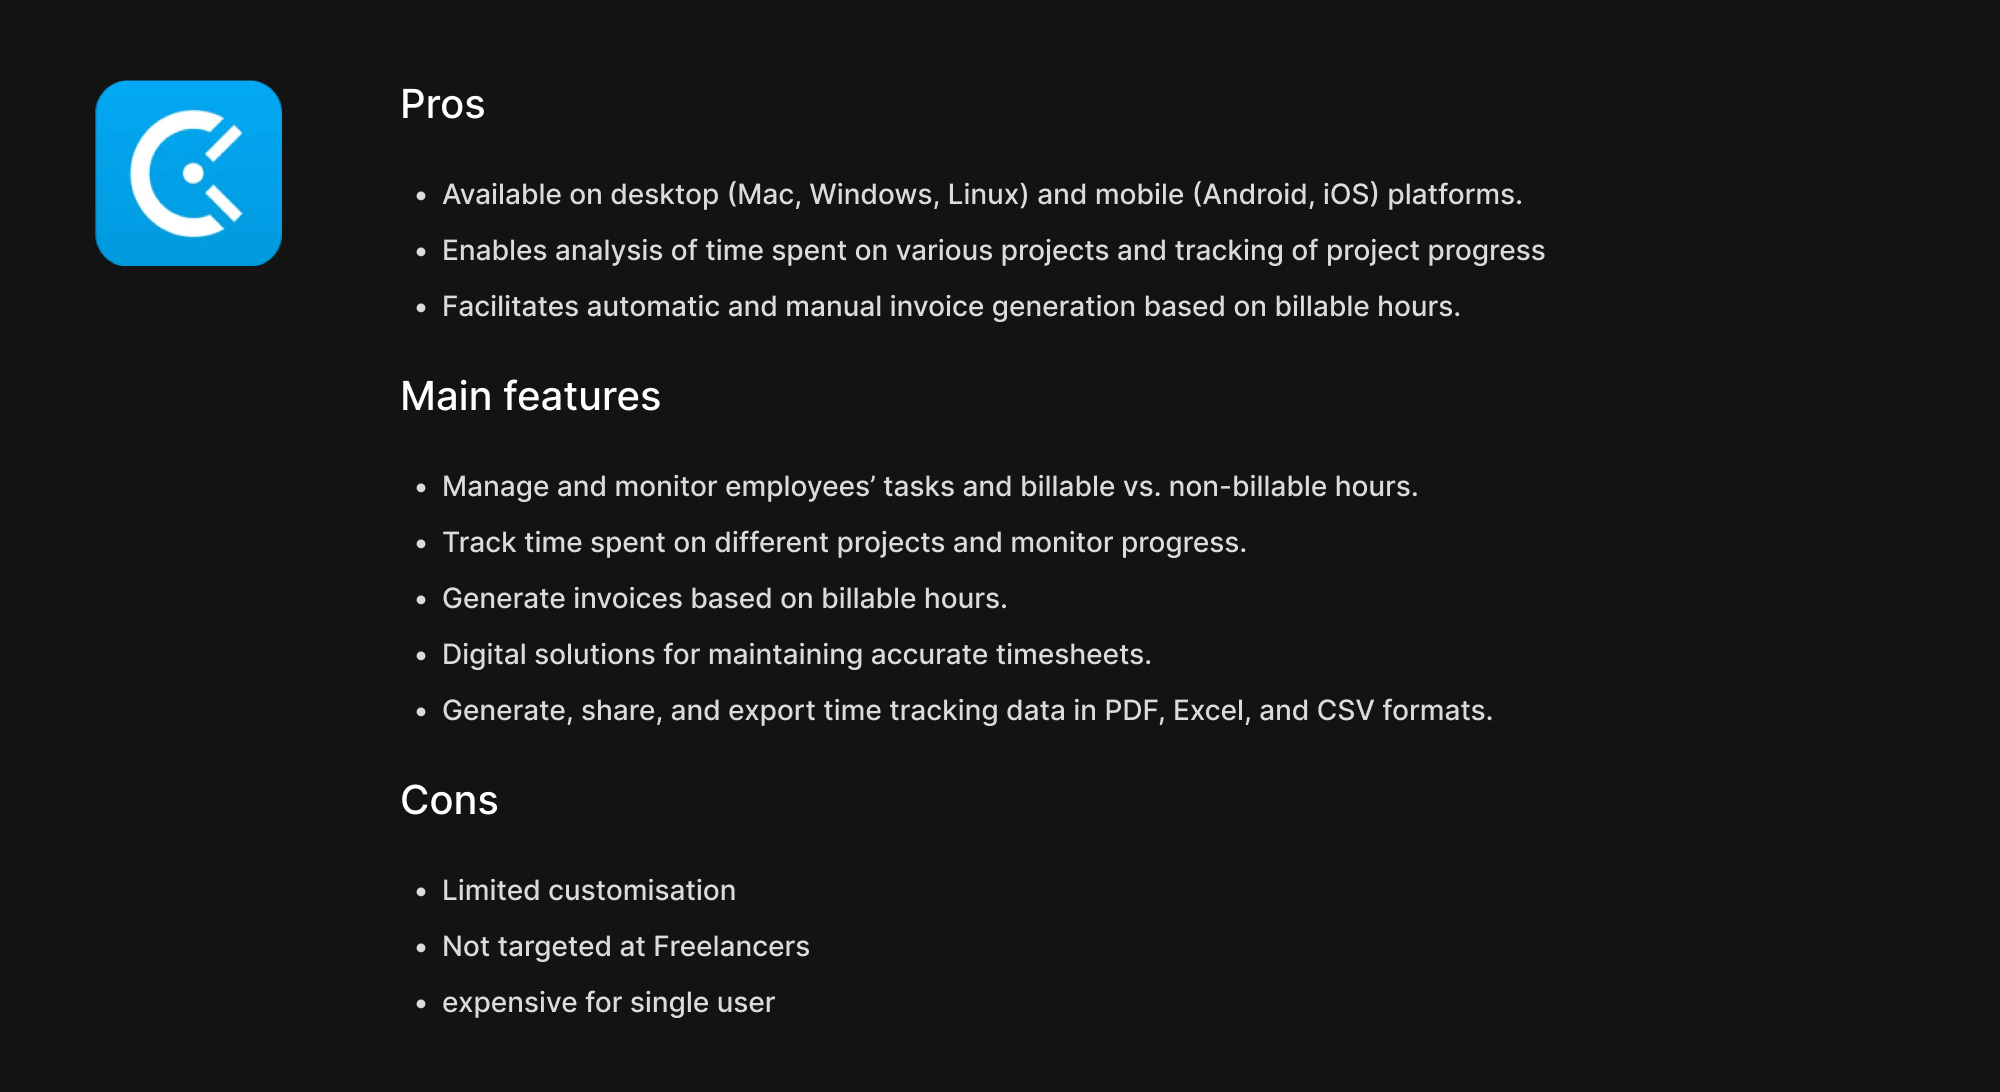 Pros
• Available on desktop (Mac, Windows, Linux) and mobile (Android, iOS) platforms.
• Enables analysis of time spent on various projects and tracking of project progress
• Facilitates automatic and manual invoice generation based on billable hours.
Main features
• Manage and monitor employees’ tasks and billable vs. non-billable hours.
• Track time spent on different projects and monitor progress.
• Generate invoices based on billable hours.
• Digital solutions for maintaining accurate timesheets.
• Generate, share, and export time tracking data in PDF, Excel, and CSV formats.
Cons
• Limited customisation
• Not targeted at Freelancers
• expensive for single user